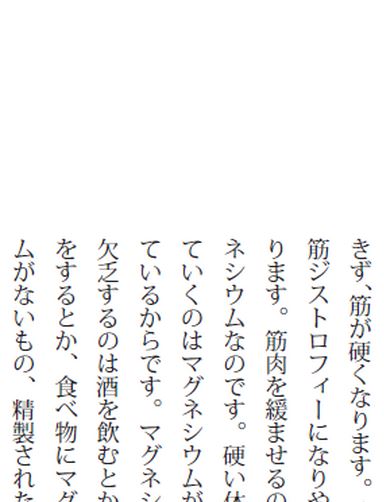 きず、筋が硬くなります。
筋ジストロフィーになりや
ります。筋肉を緩ませるの
ネシウムなのです。硬い体
ていくのはマグネシウムが
ているからです。マグネシ
欠乏するのは酒を飲むとか
をするとか、食べ物にマグ
ムがないもの、精製された